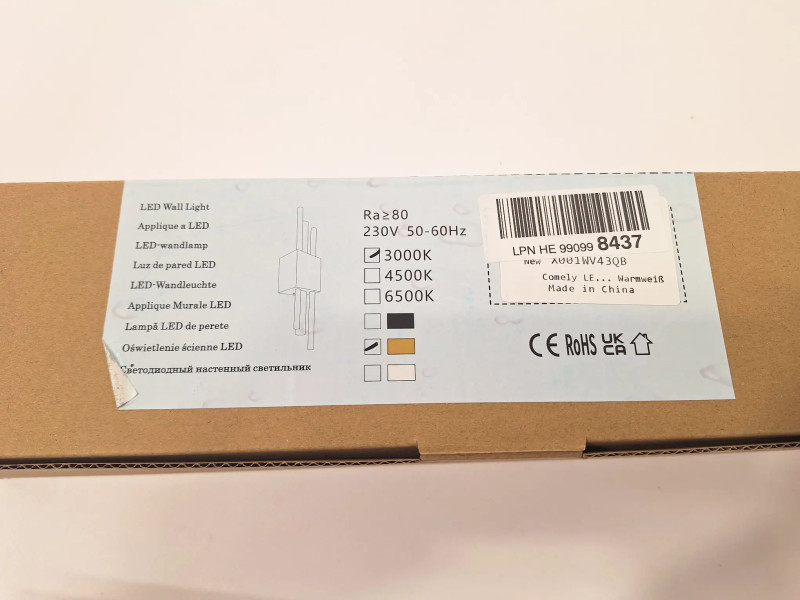 LED Wall Light
Applique a LED
LED-wandlamp
Luz de pared LED
LED-Wandleuchte
Applique Murale LED
Lampă LED de perete
Oświetlenie ścienne LED
Светодиодный настенный светильник
Ra≥80
230V 50-60Hz
3000K
4500K
6500K
LPN HE 99099 8437
New X001WV43QB
Comely LE... Warmweiß
Made in China
CE RoHS UK CA